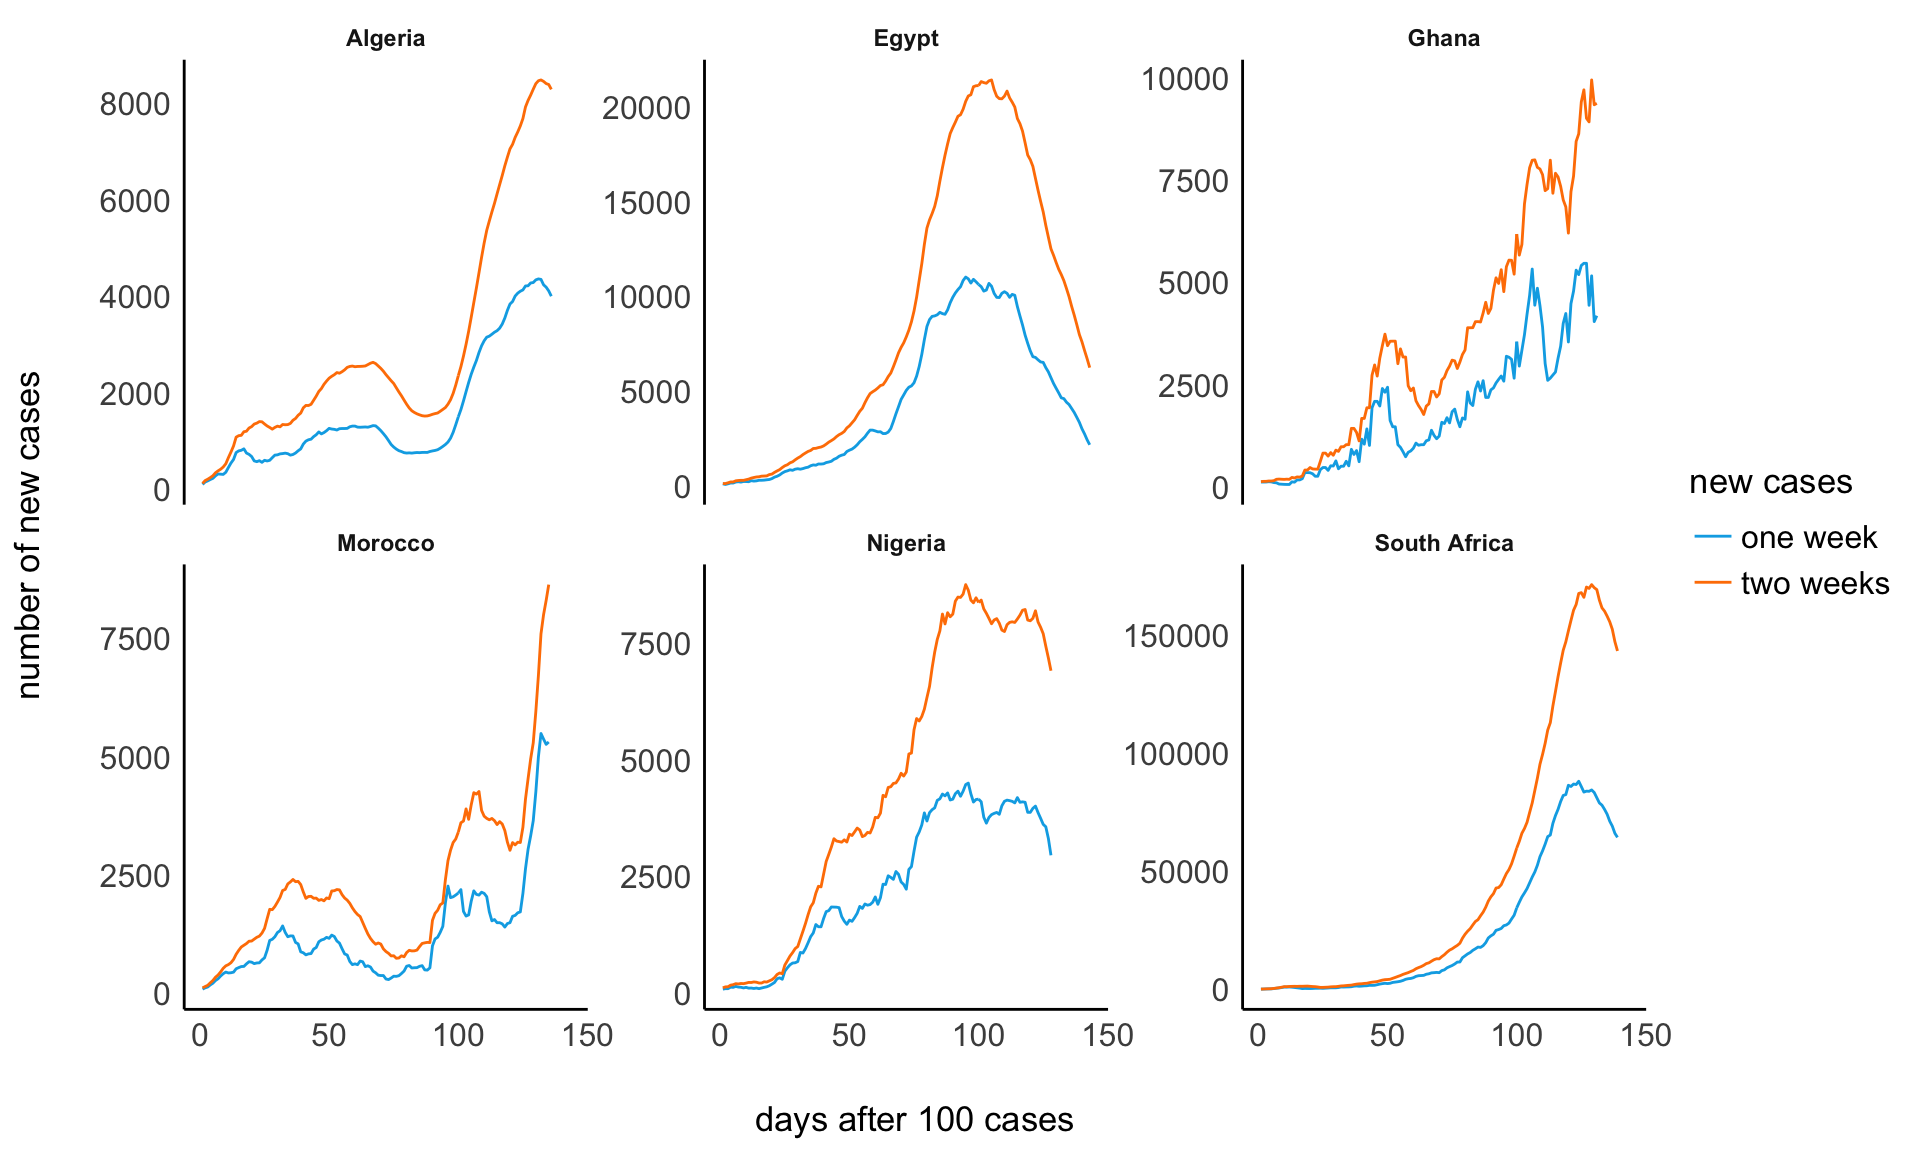 Algeria
Egypt
Ghana
8000
6000
4000
2000
0
20000
15000
10000
5000
0
10000
7500
5000
2500
0
Morocco
Nigeria
South Africa
7500
5000
2500
0
7500
5000
2500
0
150000
100000
50000
0
0 50 100 150
0 50 100 150
0 50 100 150
number of new cases
days after 100 cases
new cases
one week
two weeks